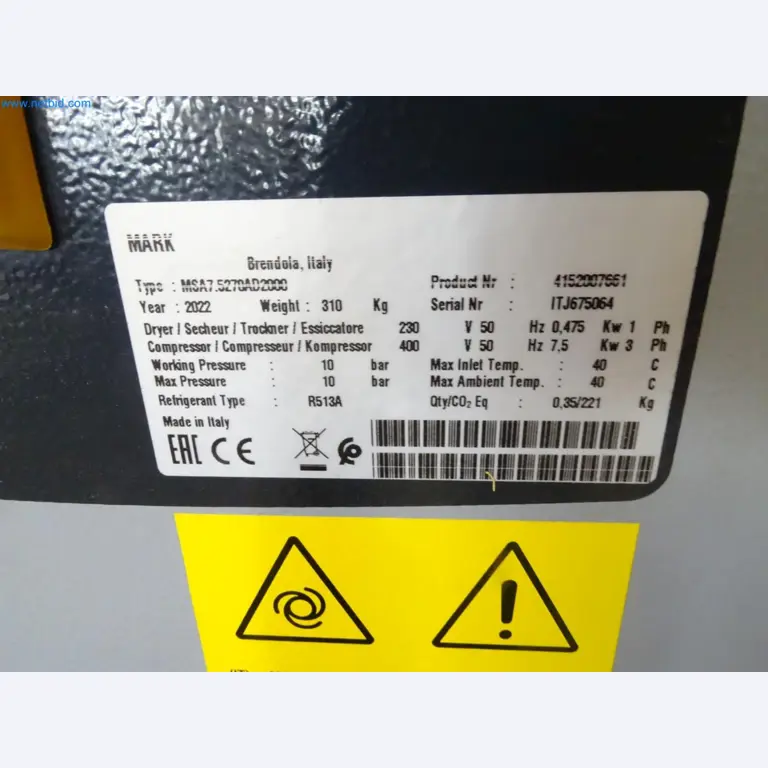 www.netbid.com
MARK
Brendola, Italy
Type : Product Nr :
Year : 2022 Weight : 310 Kg Serial Nr : ITJ675064
Dryer / Secheur / Trockner / Essiccatore 230 V 50 Hz 0,475 Kw 1 Ph
Compressor / Compresseur / Kompressor 400 V 50 Hz 7,5 Kw 3 Ph
Working Pressure : 10 bar Max Inlet Temp. : 40 C
Max Pressure : 10 bar Max Ambient Temp. : 40 C
Refrigerant Type : R513A Qty/CO₂ Eq : 0,35/221 Kg
Made in Italy
EAC CE